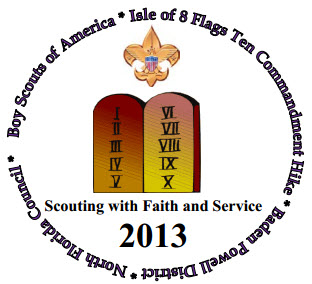 Boy Scouts of America * Isle of 8 Flags Ten Commandment Hike * Baden Powell District * North Florida Council *
I
II
III
IV
V
VI
VII
VIII
IX
X
Scouting with Faith and Service
2013